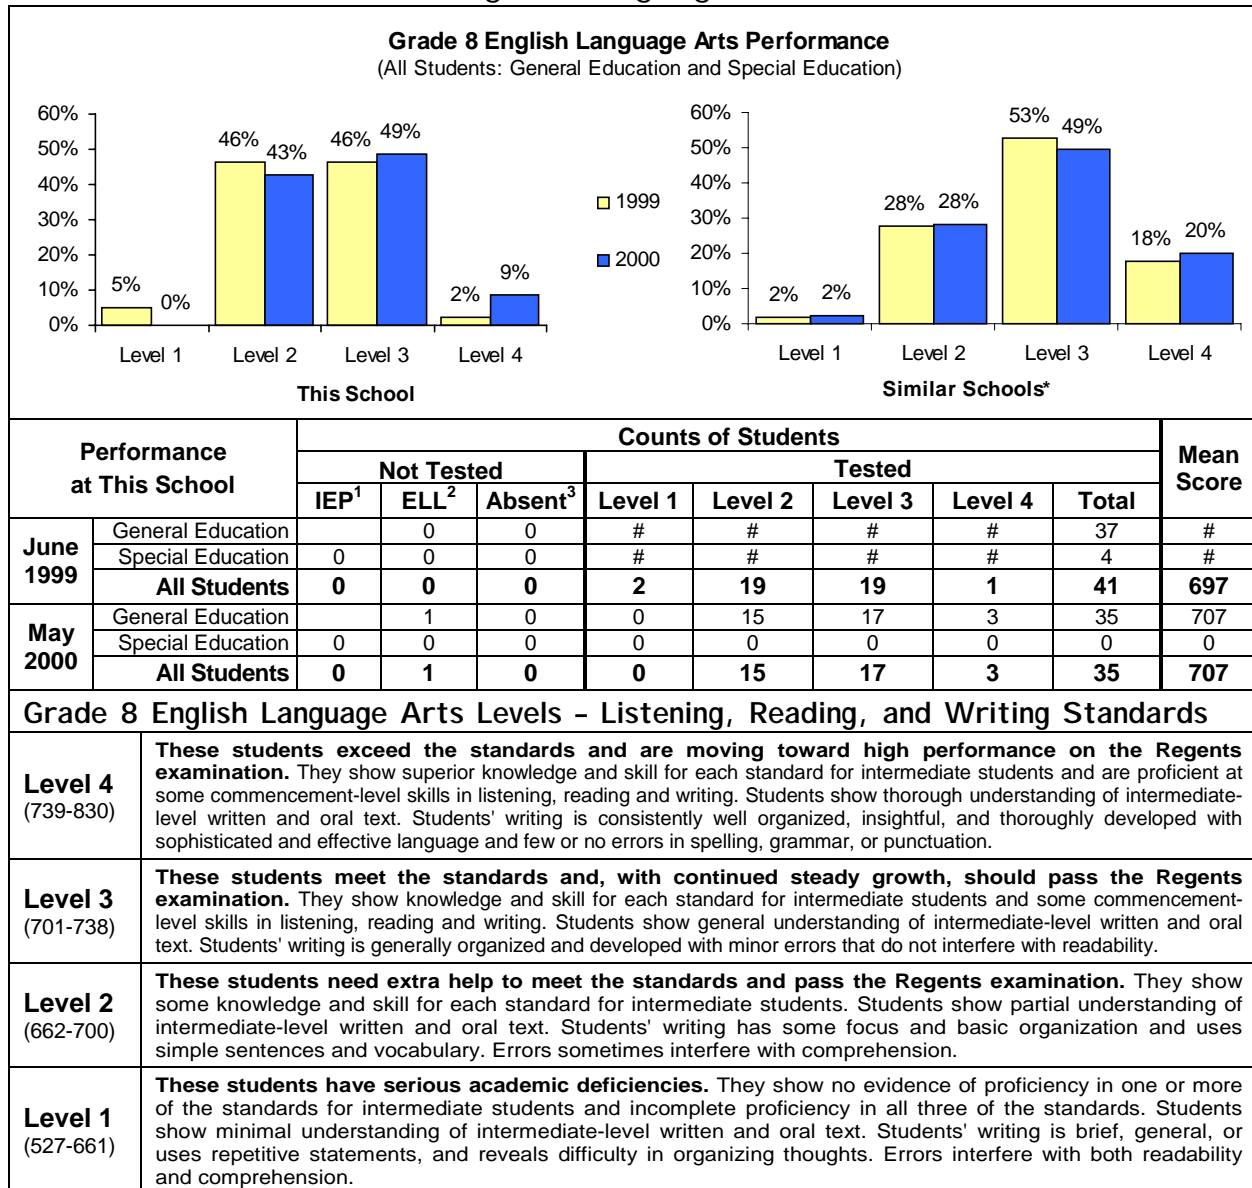 Grade 8 English Language Arts Performance
(All Students: General Education and Special Education)
60%
50%
40%
30%
20%
10%
0%
5%
0%
46%
43%
46%
49%
2%
9%
Level 1 Level 2 Level 3 Level 4
This School
1999
2000
60%
50%
40%
30%
20%
10%
0%
2%
2%
28%
28%
53%
49%
18%
20%
Level 1 Level 2 Level 3 Level 4
Similar Schools*
Performance
at This School
Counts of Students
Mean
Score
Not Tested Tested
IEP1 ELL2 Absent3 Level 1 Level 2 Level 3 Level 4 Total
June
1999
General Education 0 0 # # # # 37 #
Special Education 0 0 0 # # # # 4 #
All Students 0 0 0 2 19 19 1 41 697
May
2000
General Education 1 0 0 15 17 3 35 707
Special Education 0 0 0 0 0 0 0 0 0
All Students 0 1 0 0 15 17 3 35 707
Grade 8 English Language Arts Levels – Listening, Reading, and Writing Standards
Level 4
(739-830)
These students exceed the standards and are moving toward high performance on the Regents
examination. They show superior knowledge and skill for each standard for intermediate students and are proficient at
some commencement-level skills in listening, reading and writing. Students show thorough understanding of intermediate-
level written and oral text. Students' writing is consistently well organized, insightful, and thoroughly developed with
sophisticated and effective language and few or no errors in spelling, grammar, or punctuation.
Level 3
(701-738)
These students meet the standards and, with continued steady growth, should pass the Regents
examination. They show knowledge and skill for each standard for intermediate students and some commencement-
level skills in listening, reading and writing. Students show general understanding of intermediate-level written and oral
text. Students' writing is generally organized and developed with minor errors that do not interfere with readability.
Level 2
(662-700)
These students need extra help to meet the standards and pass the Regents examination. They show
some knowledge and skill for each standard for intermediate students. Students show partial understanding of
intermediate-level written and oral text. Students' writing has some focus and basic organization and uses
simple sentences and vocabulary. Errors sometimes interfere with comprehension.
Level 1
(527-661)
These students have serious academic deficiencies. They show no evidence of proficiency in one or more
of the standards for intermediate students and incomplete proficiency in all three of the standards. Students
show minimal understanding of intermediate-level written and oral text. Students' writing is brief, general, or
uses repetitive statements, and reveals difficulty in organizing thoughts. Errors interfere with both readability
and comprehension.